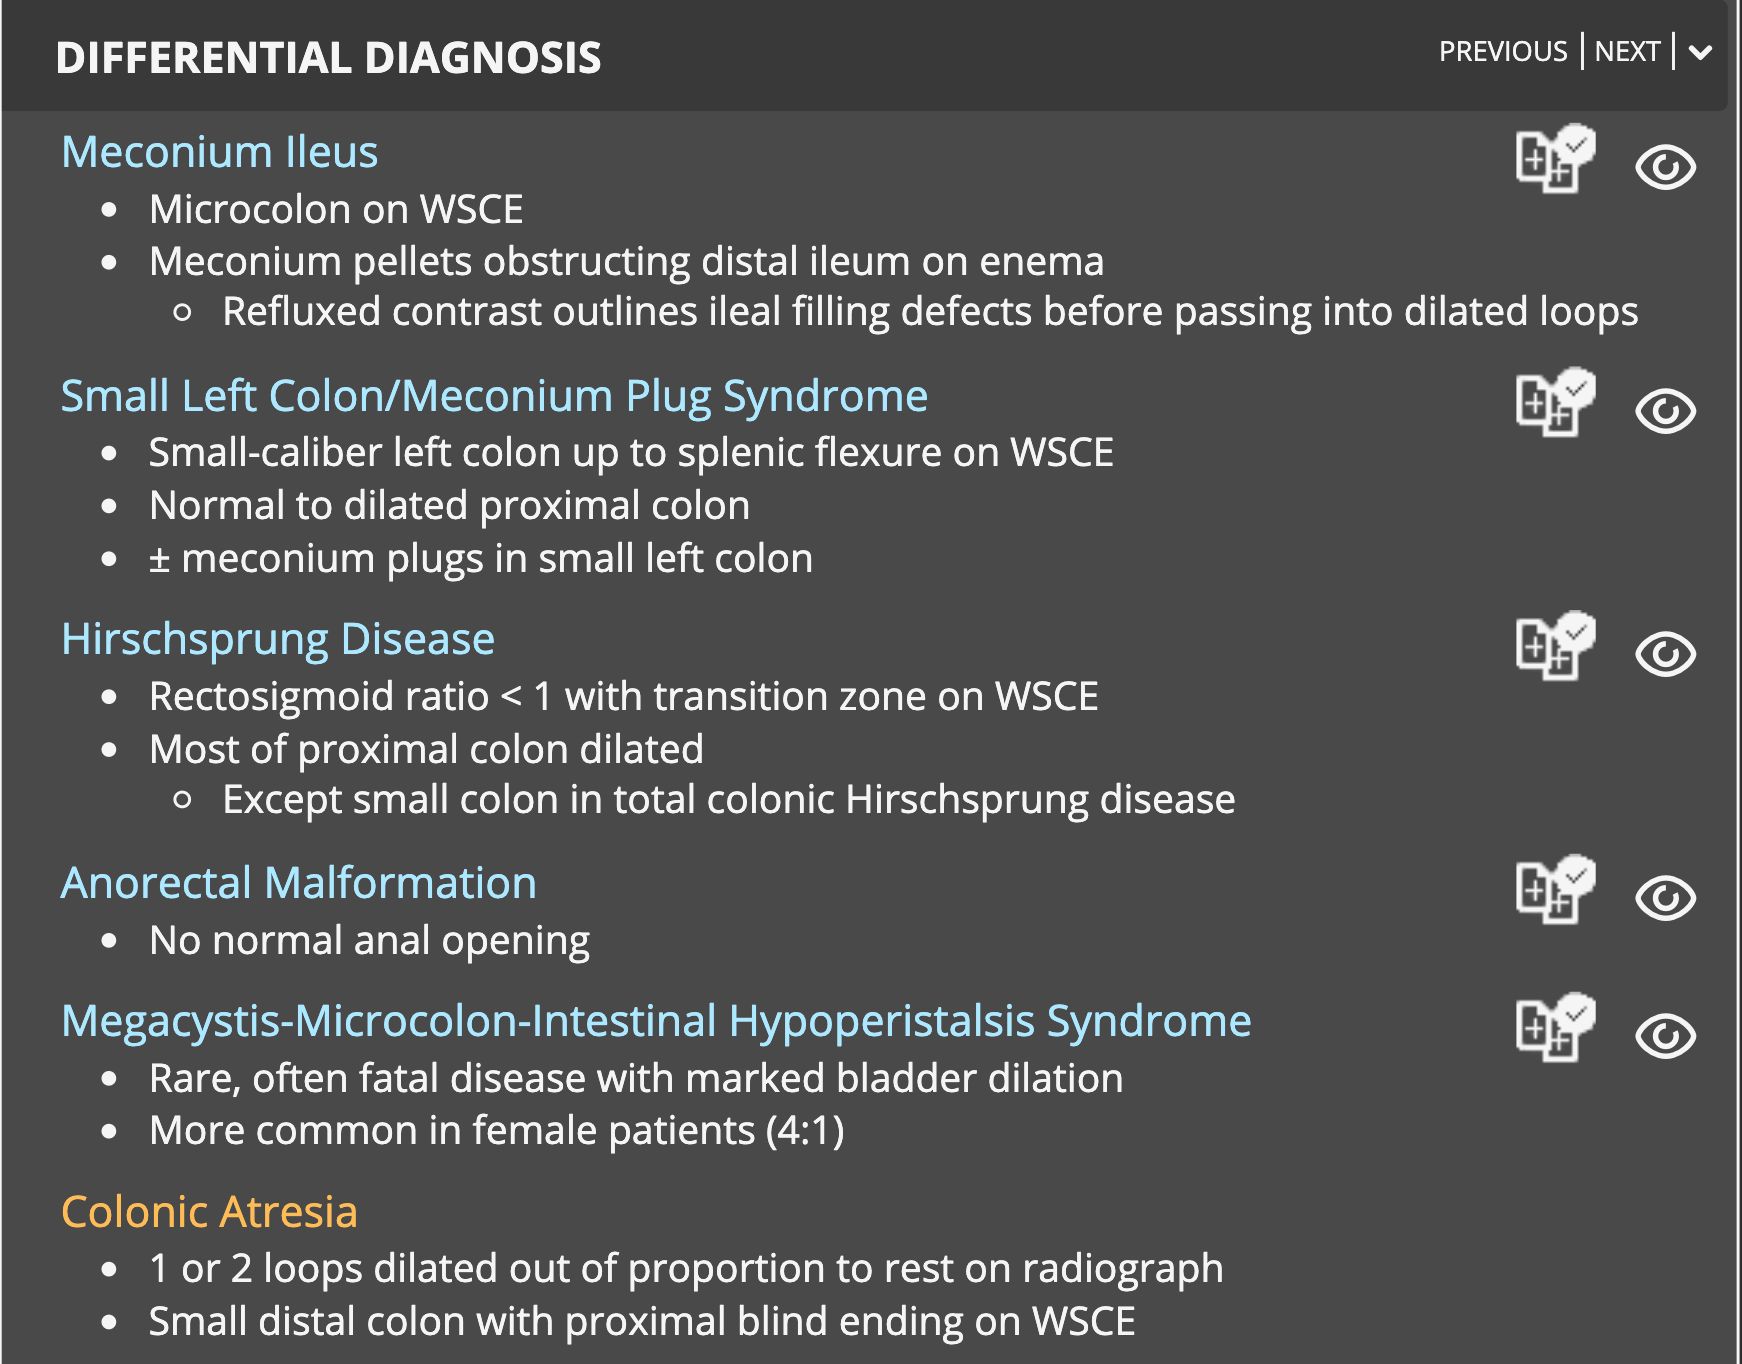 DIFFERENTIAL DIAGNOSIS
PREVIOUS | NEXT |
Meconium Ileus
• Microcolon on WSCE
• Meconium pellets obstructing distal ileum on enema
○ Refluxed contrast outlines ileal filling defects before passing into dilated loops
Small Left Colon/Meconium Plug Syndrome
• Small-caliber left colon up to splenic flexure on WSCE
• Normal to dilated proximal colon
• ± meconium plugs in small left colon
Hirschsprung Disease
• Rectosigmoid ratio < 1 with transition zone on WSCE
• Most of proximal colon dilated
○ Except small colon in total colonic Hirschsprung disease
Anorectal Malformation
• No normal anal opening
Megacystis-Microcolon-Intestinal Hypoperistalsis Syndrome
• Rare, often fatal disease with marked bladder dilation
• More common in female patients (4:1)
Colonic Atresia
• 1 or 2 loops dilated out of proportion to rest on radiograph
• Small distal colon with proximal blind ending on WSCE